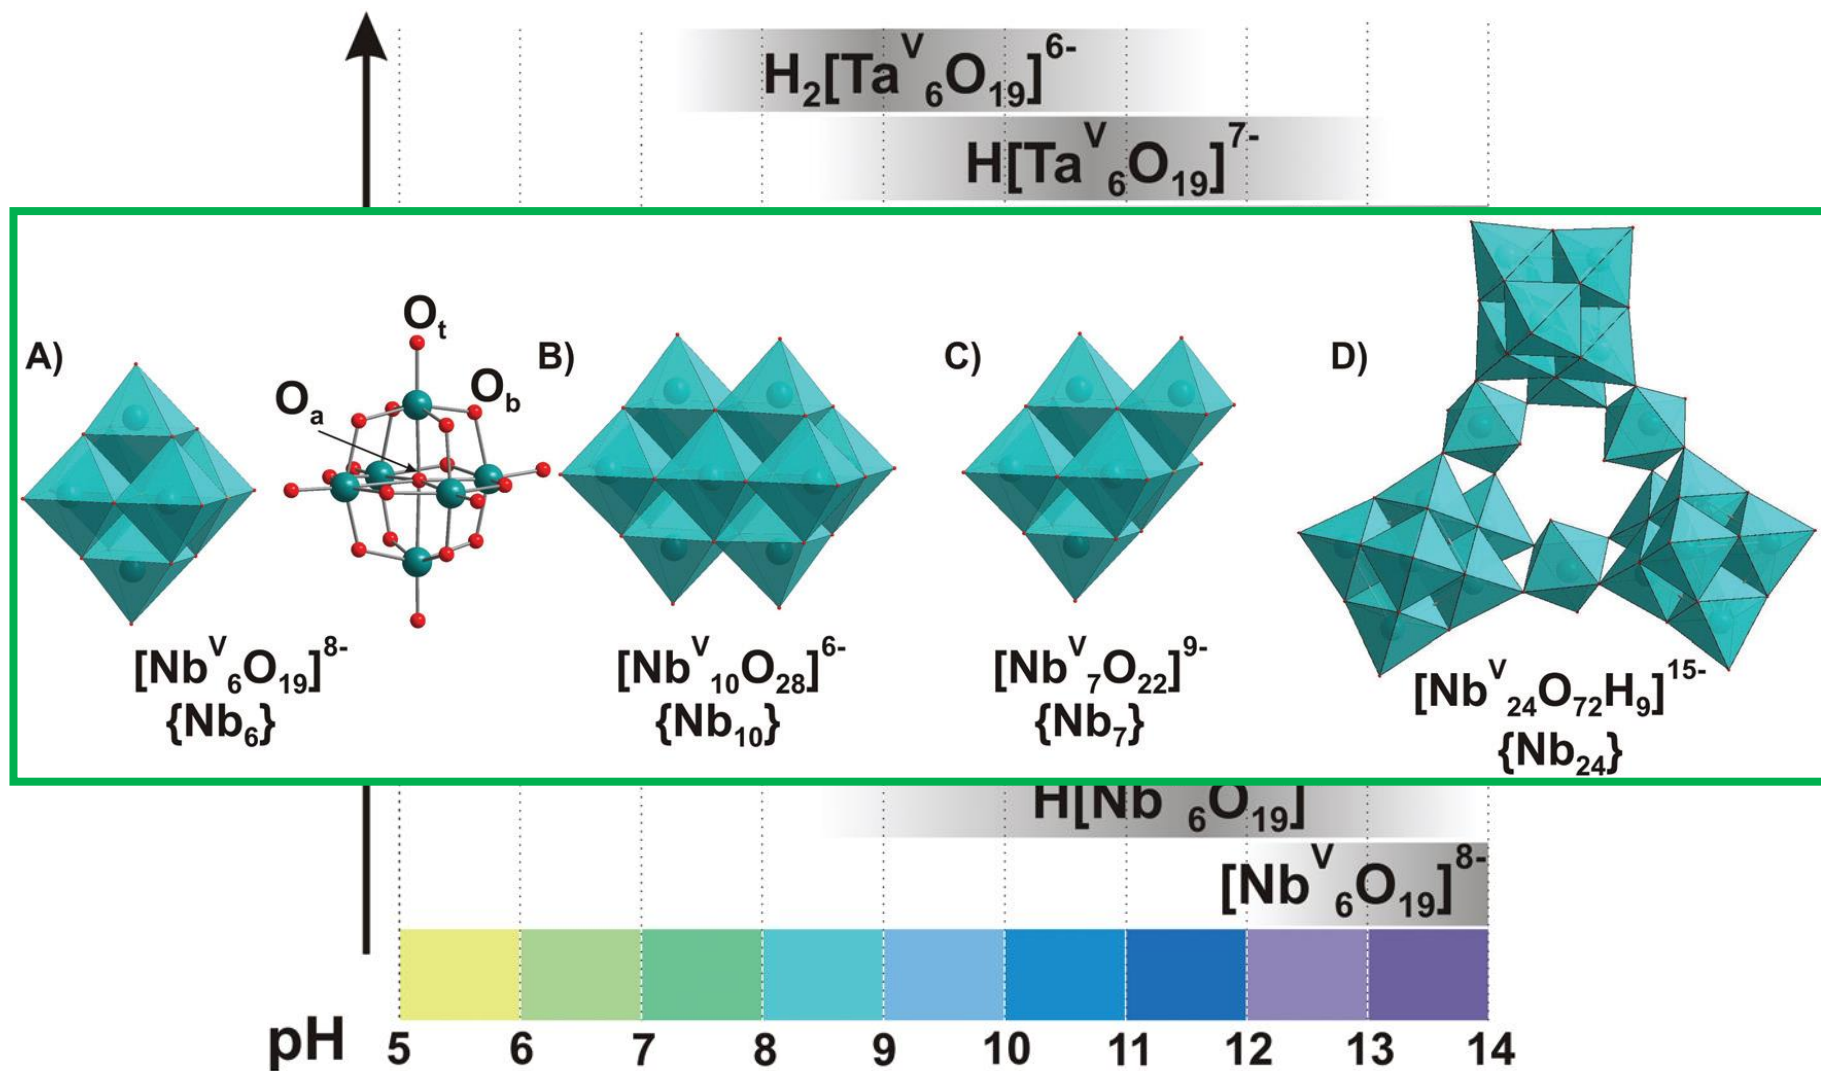 H₂[Taⱽ₆O₁₉]⁶⁻
H[Taⱽ₆O₁₉]⁷⁻
A)
Oₜ
Oₐ
O_b
B)
C)
D)
[Nbⱽ₆O₁₉]⁸⁻
{Nb₆}
[Nbⱽ₁₀O₂₈]⁶⁻
{Nb₁₀}
[Nbⱽ₇O₂₂]⁹⁻
{Nb₇}
[Nbⱽ₂₄O₇₂H₉]¹⁵⁻
{Nb₂₄}
H[Nb ₆O₁₉]
[Nbⱽ₆O₁₉]⁸⁻
pH 5 6 7 8 9 10 11 12 13 14